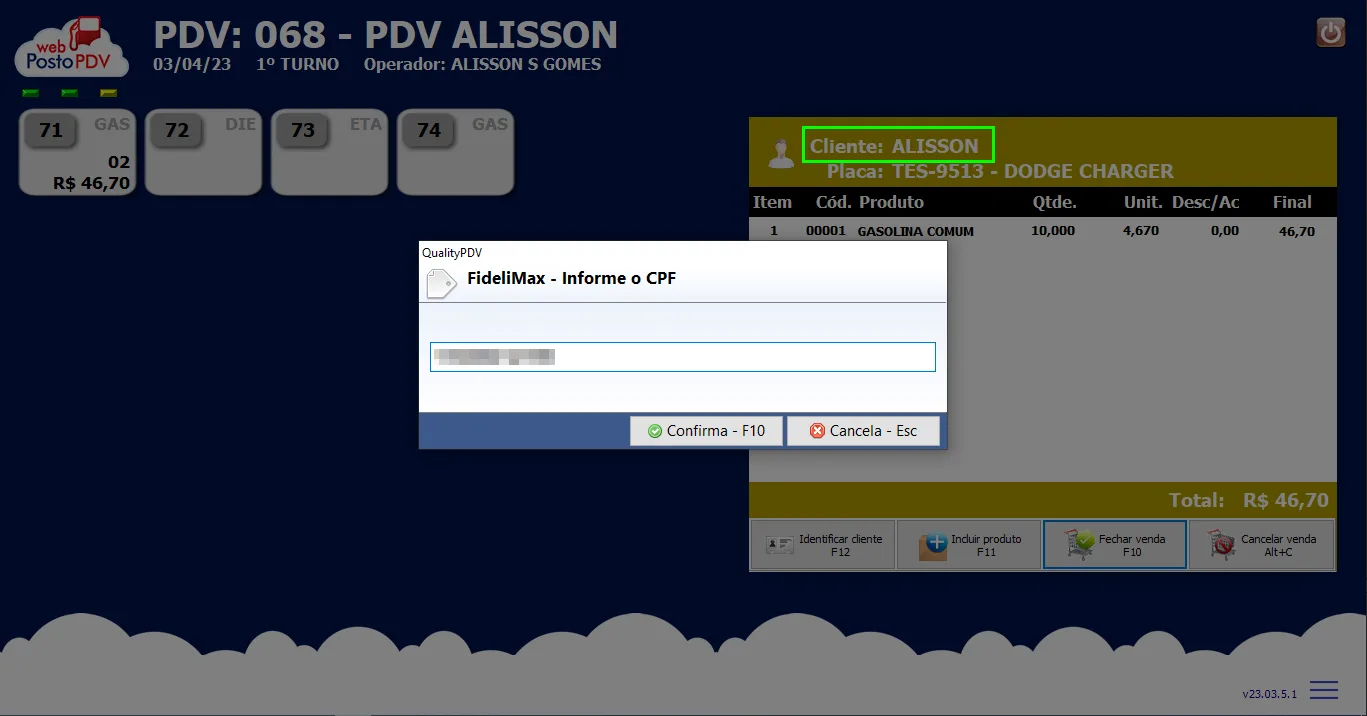 web
PostoPDV
PDV: 068 - PDV ALISSON
03/04/23 1º TURNO Operador: ALISSON S GOMES
71 GAS
02
R$ 46,70
72 DIE
73 ETA
74 GAS
Cliente: ALISSON
Placa: TES-9513 - DODGE CHARGER
Item Cód. Produto Qtde. Unit. Desc/Ac Final
1 00001 GASOLINA COMUM 10,000 4,670 0,00 46,70
QualityPDV
FideliMax - Informe o CPF
Confirma - F10
Cancela - Esc
Total: R$ 46,70
Identificar cliente
F12
Incluir produto
F11
Fechar venda
F10
Cancelar venda
Alt+C
v23.03.5.1